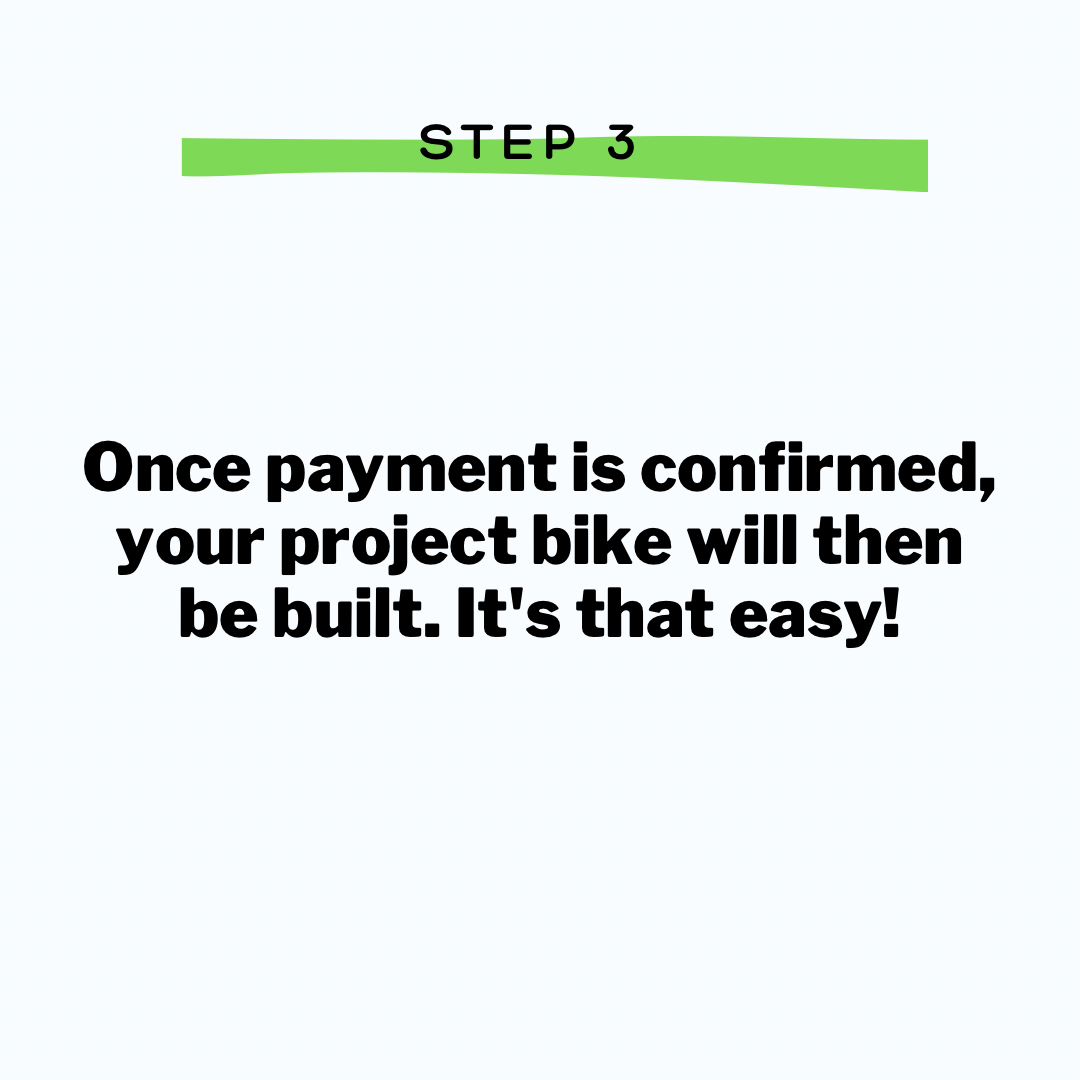 STEP 3
Once payment is confirmed,
your project bike will then
be built. It's that easy!